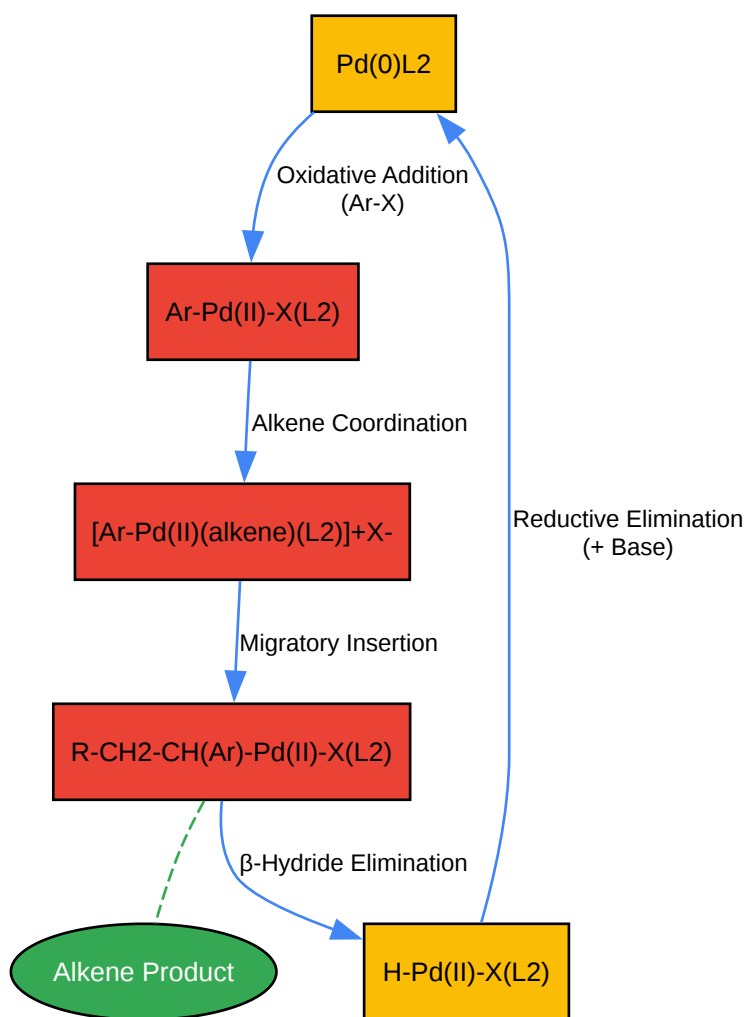 Pd(0)L2
Oxidative Addition
(Ar-X)
Ar-Pd(II)-X(L2)
Alkene Coordination
[Ar-Pd(II)(alkene)(L2)]+X-
Reductive Elimination
(+ Base)
Migratory Insertion
R-CH2-CH(Ar)-Pd(II)-X(L2)
β-Hydride Elimination
Alkene Product
H-Pd(II)-X(L2)